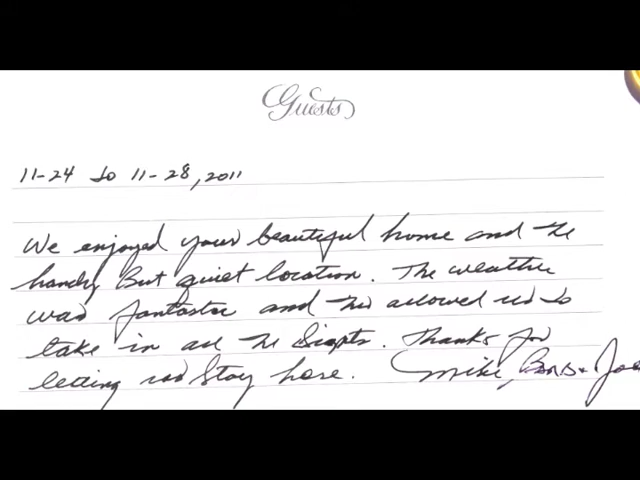 Guests
11-24 to 11-28, 2011
We enjoyed your beautiful home and the
handy But quiet location. The weather
was fantastic and this allowed us to
take in all the Sights. Thanks for
letting us Stay here. Mike, Barb &